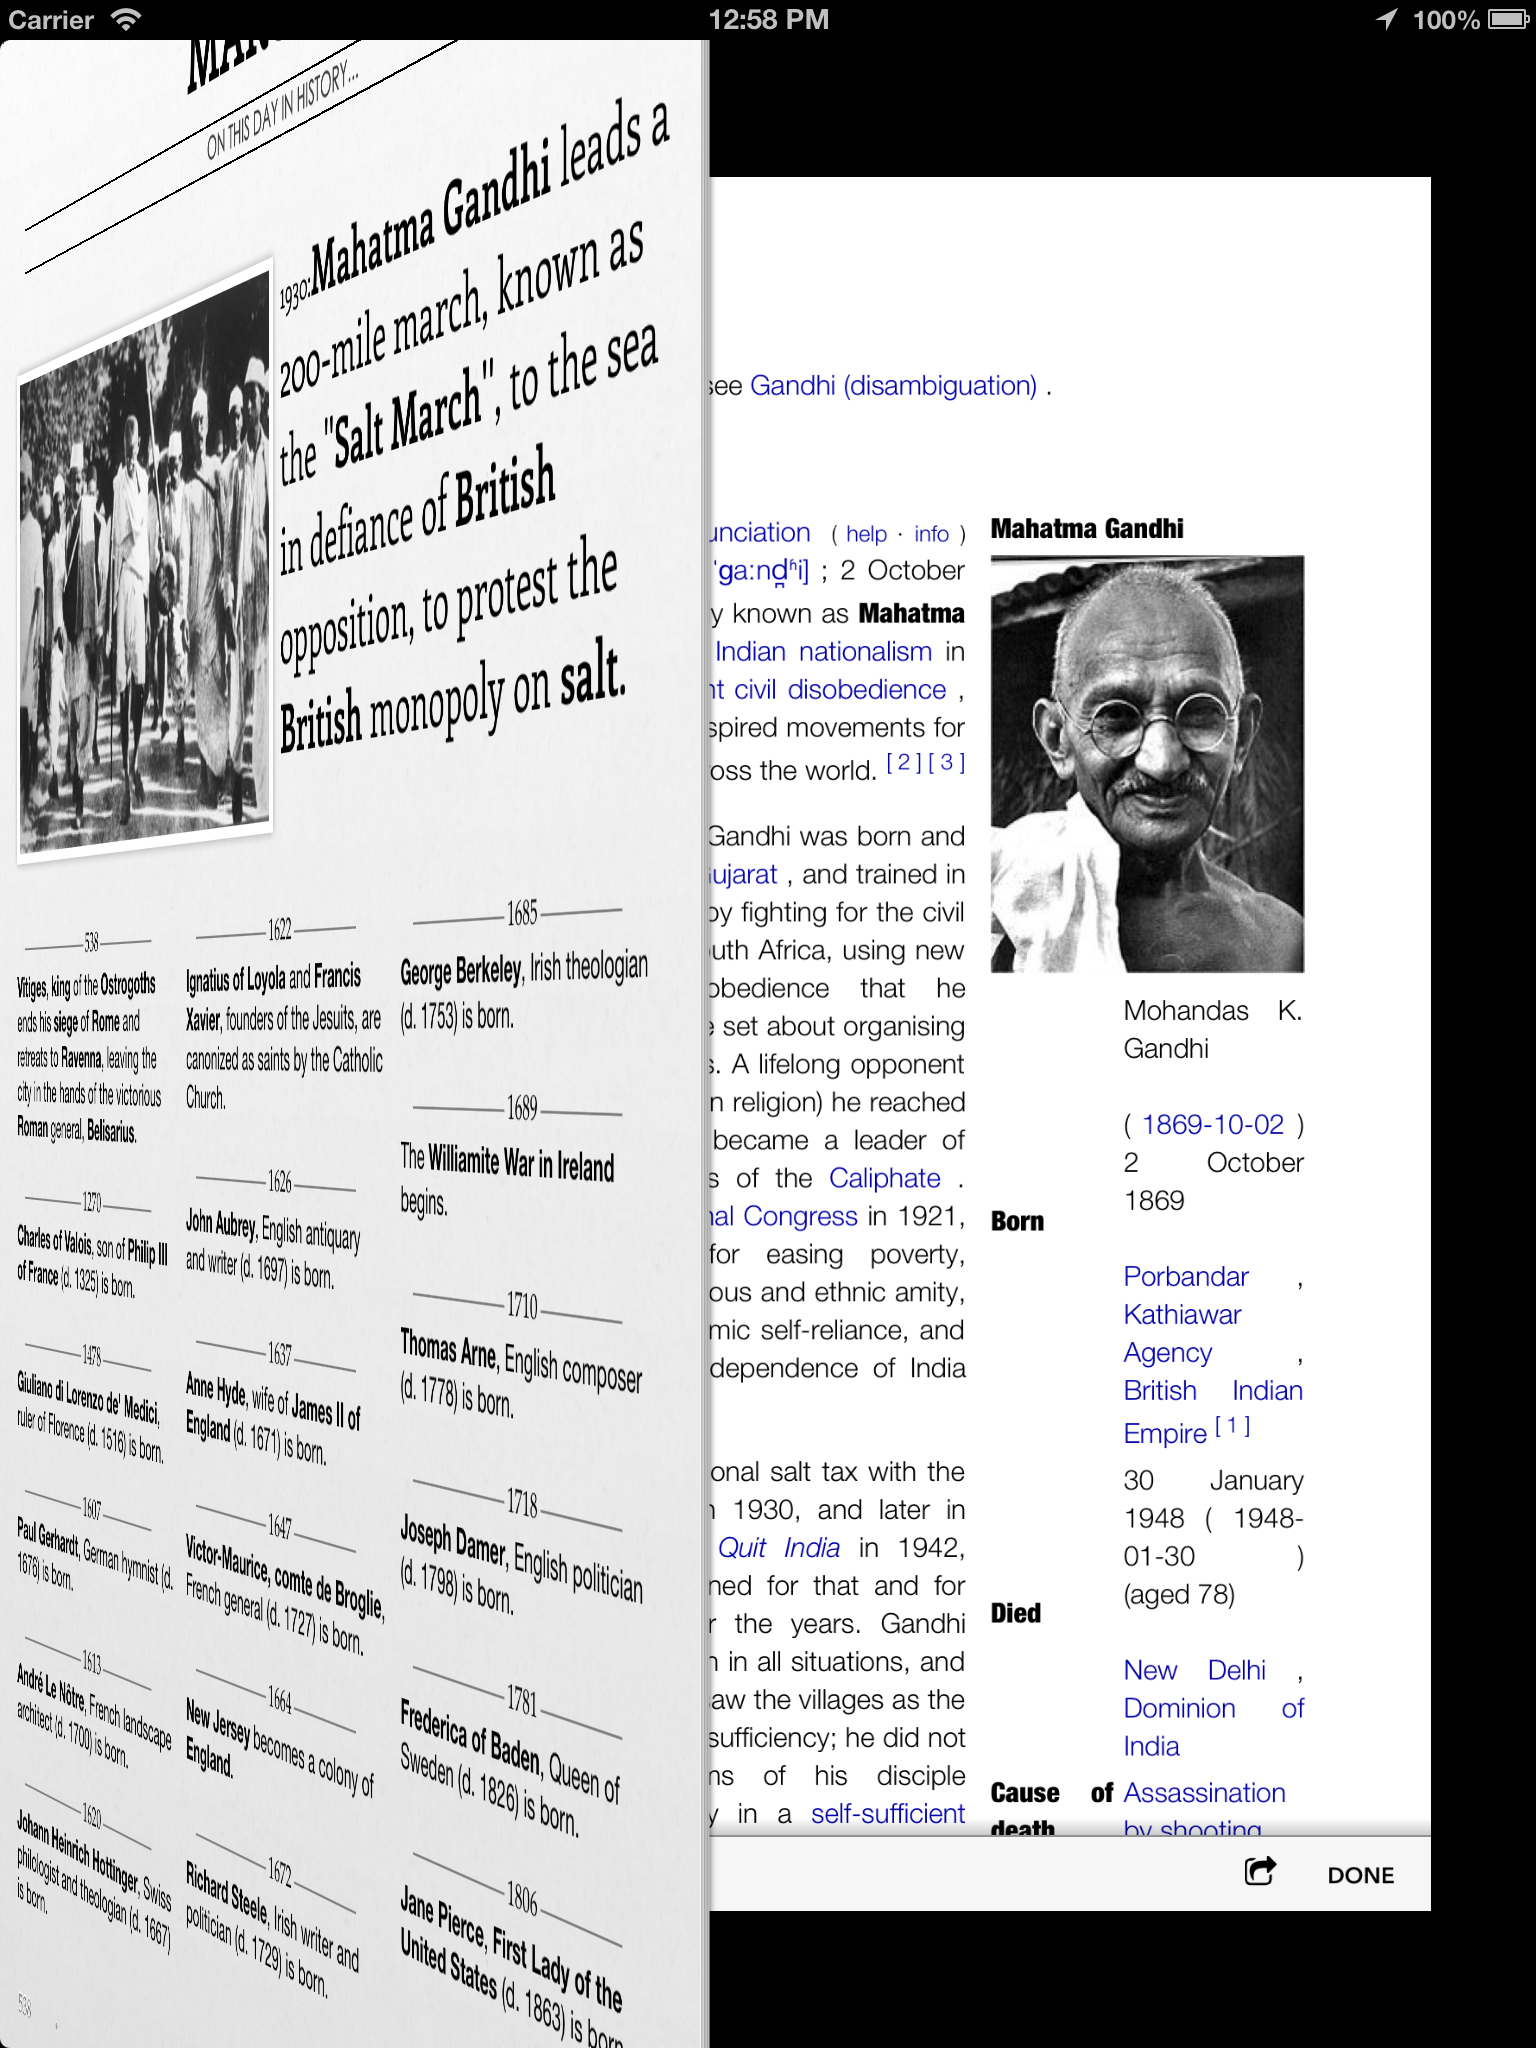 Carrier
12:58 PM
100%
ON THIS DAY IN HISTORY...
1930: Mahatma Gandhi leads a
200-mile march, known as
the "Salt March", to the sea
in defiance of British
opposition, to protest the
British monopoly on salt.
538
Vitiges, king of the Ostrogoths
ends his siege of Rome and
retreats to Ravenna, leaving the
city in the hands of the victorious
Roman general, Belisarius.
1270
Charles of Valois, son of Philip III
of France (d. 1325) is born.
1478
Giuliano di Lorenzo de' Medici,
ruler of Florence (d. 1516) is born.
1607
Paul Gerhardt, German hymnist (d.
1676) is born.
1613
André Le Nôtre, French landscape
architect (d. 1700) is born.
1620
Johann Heinrich Hottinger, Swiss
philologist and theologian (d. 1667)
is born.
538
1622
Ignatius of Loyola and Francis
Xavier, founders of the Jesuits, are
canonized as saints by the Catholic
Church.
1626
John Aubrey, English antiquary
and writer (d. 1697) is born.
1637
Anne Hyde, wife of James II of
England (d. 1671) is born.
1647
Victor-Maurice, comte de Broglie,
French general (d. 1727) is born.
1664
New Jersey becomes a colony of
England.
1672
Richard Steele, Irish writer and
politician (d. 1729) is born.
1685
George Berkeley, Irish theologian
(d. 1753) is born.
1689
The Williamite War in Ireland
begins.
1710
Thomas Arne, English composer
(d. 1778) is born.
1718
Joseph Damer, English politician
(d. 1798) is born.
1781
Frederica of Baden, Queen of
Sweden (d. 1826) is born.
1806
Jane Pierce, First Lady of the
United States (d. 1863) is born
see Gandhi (disambiguation) .
unciation ( help · info )
ˈɡaːnd̪ʱi] ; 2 October
y known as Mahatma
Indian nationalism in
nt civil disobedience ,
spired movements for
oss the world. [ 2 ] [ 3 ]
Gandhi was born and
ujarat , and trained in
by fighting for the civil
uth Africa, using new
obedience that he
e set about organising
s. A lifelong opponent
n religion) he reached
became a leader of
s of the Caliphate .
nal Congress in 1921,
for easing poverty,
ous and ethnic amity,
mic self-reliance, and
dependence of India
onal salt tax with the
n 1930, and later in
Quit India in 1942,
ned for that and for
r the years. Gandhi
n in all situations, and
aw the villages as the
sufficiency; he did not
ns of his disciple
y in a self-sufficient
Mahatma Gandhi
Mohandas K.
Gandhi
( 1869-10-02 )
2 October
1869
Born
Porbandar ,
Kathiawar
Agency ,
British Indian
Empire [ 1 ]
30 January
1948 ( 1948-
01-30 )
(aged 78)
Died
New Delhi ,
Dominion of
India
Cause of Assassination
death by shooting
DONE